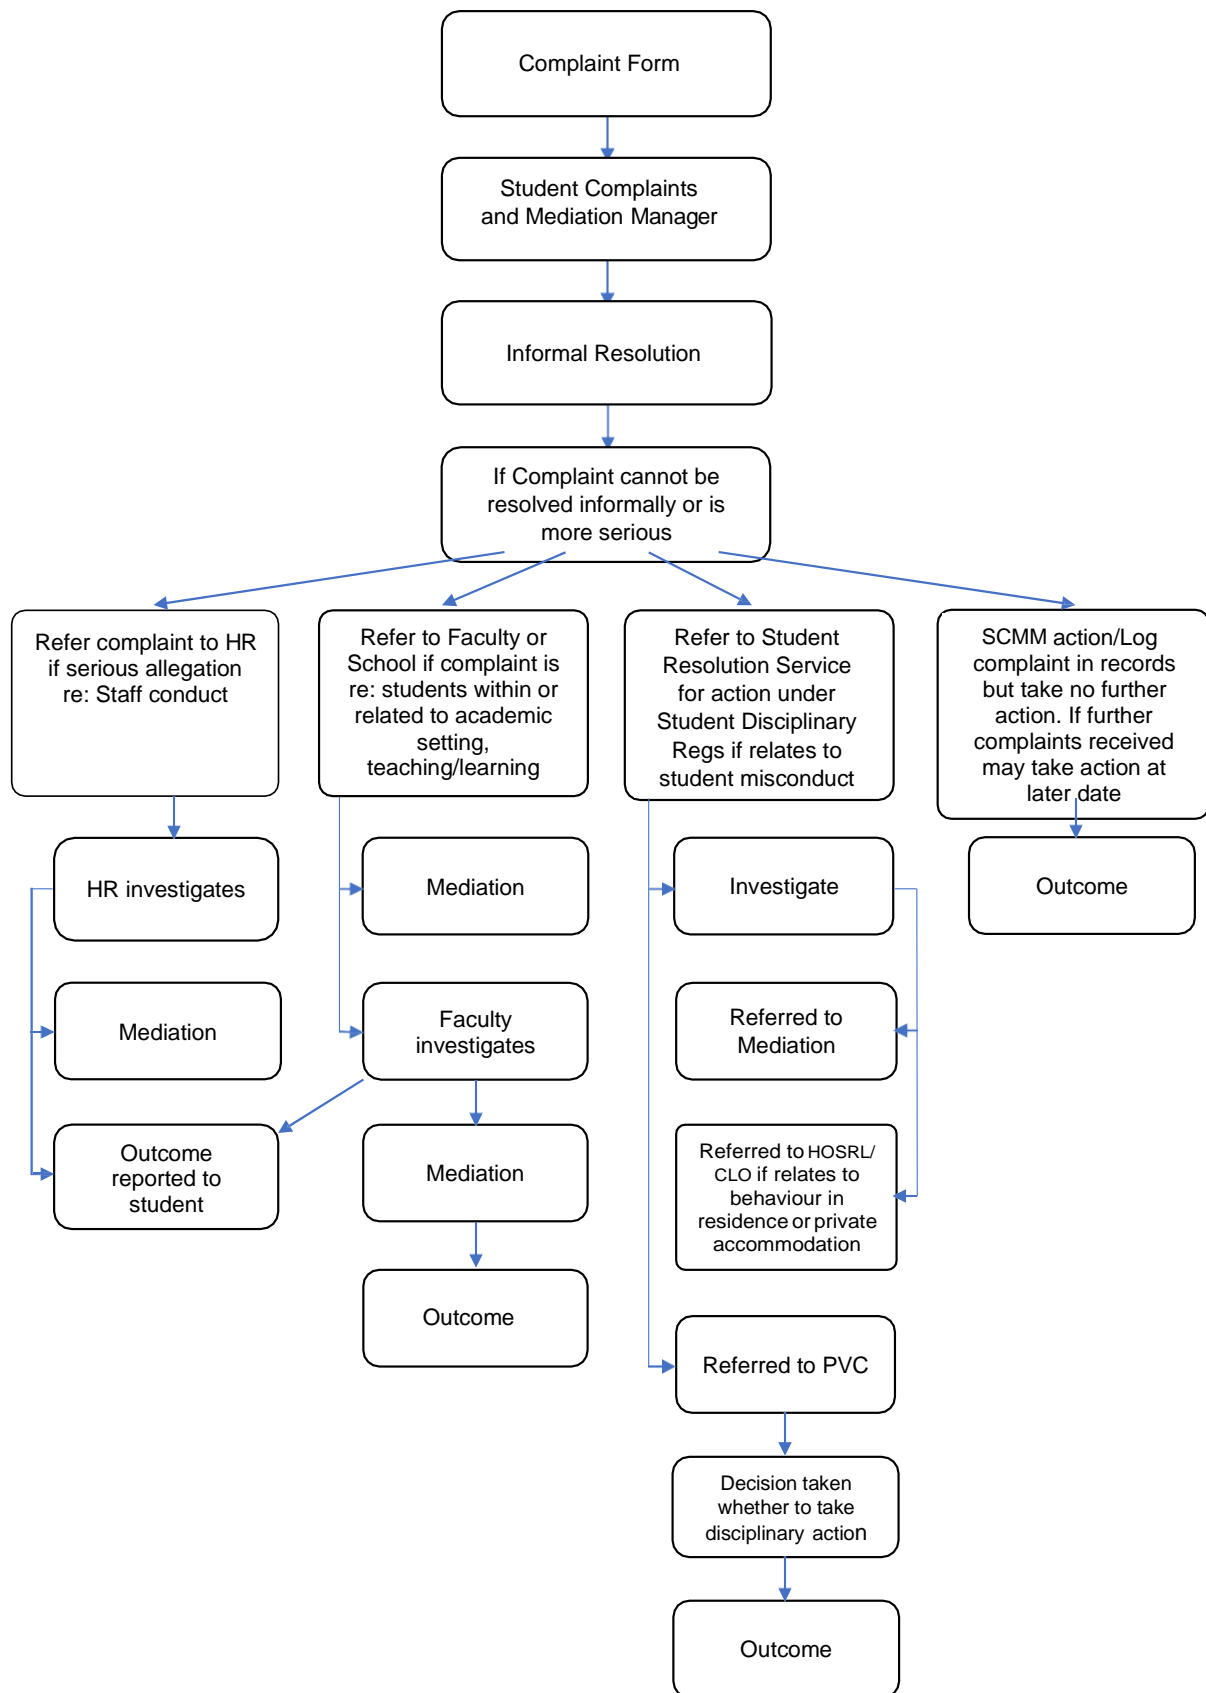 Complaint Form
Student Complaints
and Mediation Manager
Informal Resolution
If Complaint cannot be
resolved informally or is
more serious
Refer complaint to HR
if serious allegation
re: Staff conduct
Refer to Faculty or
School if complaint is
re: students within or
related to academic
setting,
teaching/learning
Refer to Student
Resolution Service
for action under
Student Disciplinary
Regs if relates to
student misconduct
SCMM action/Log
complaint in records
but take no further
action. If further
complaints received
may take action at
later date
HR investigates
Mediation
Investigate
Outcome
Mediation
Faculty
investigates
Referred to
Mediation
Outcome
reported to
student
Mediation
Referred to HOSRL/
CLO if relates to
behaviour in
residence or private
accommodation
Outcome
Referred to PVC
Decision taken
whether to take
disciplinary action
Outcome